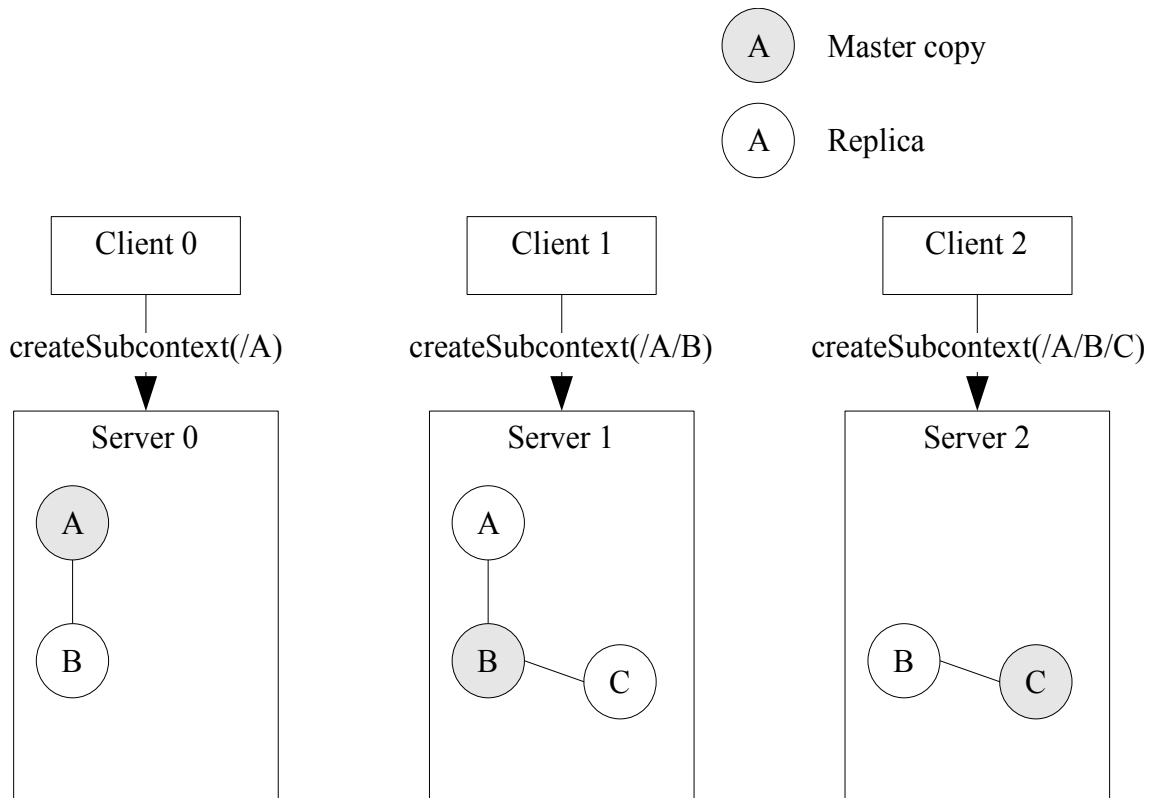 A Master copy
A Replica
Client 0
Client 1
Client 2
createSubcontext(/A)
createSubcontext(/A/B)
createSubcontext(/A/B/C)
Server 0
Server 1
Server 2
A
B
A
B
C
B
C